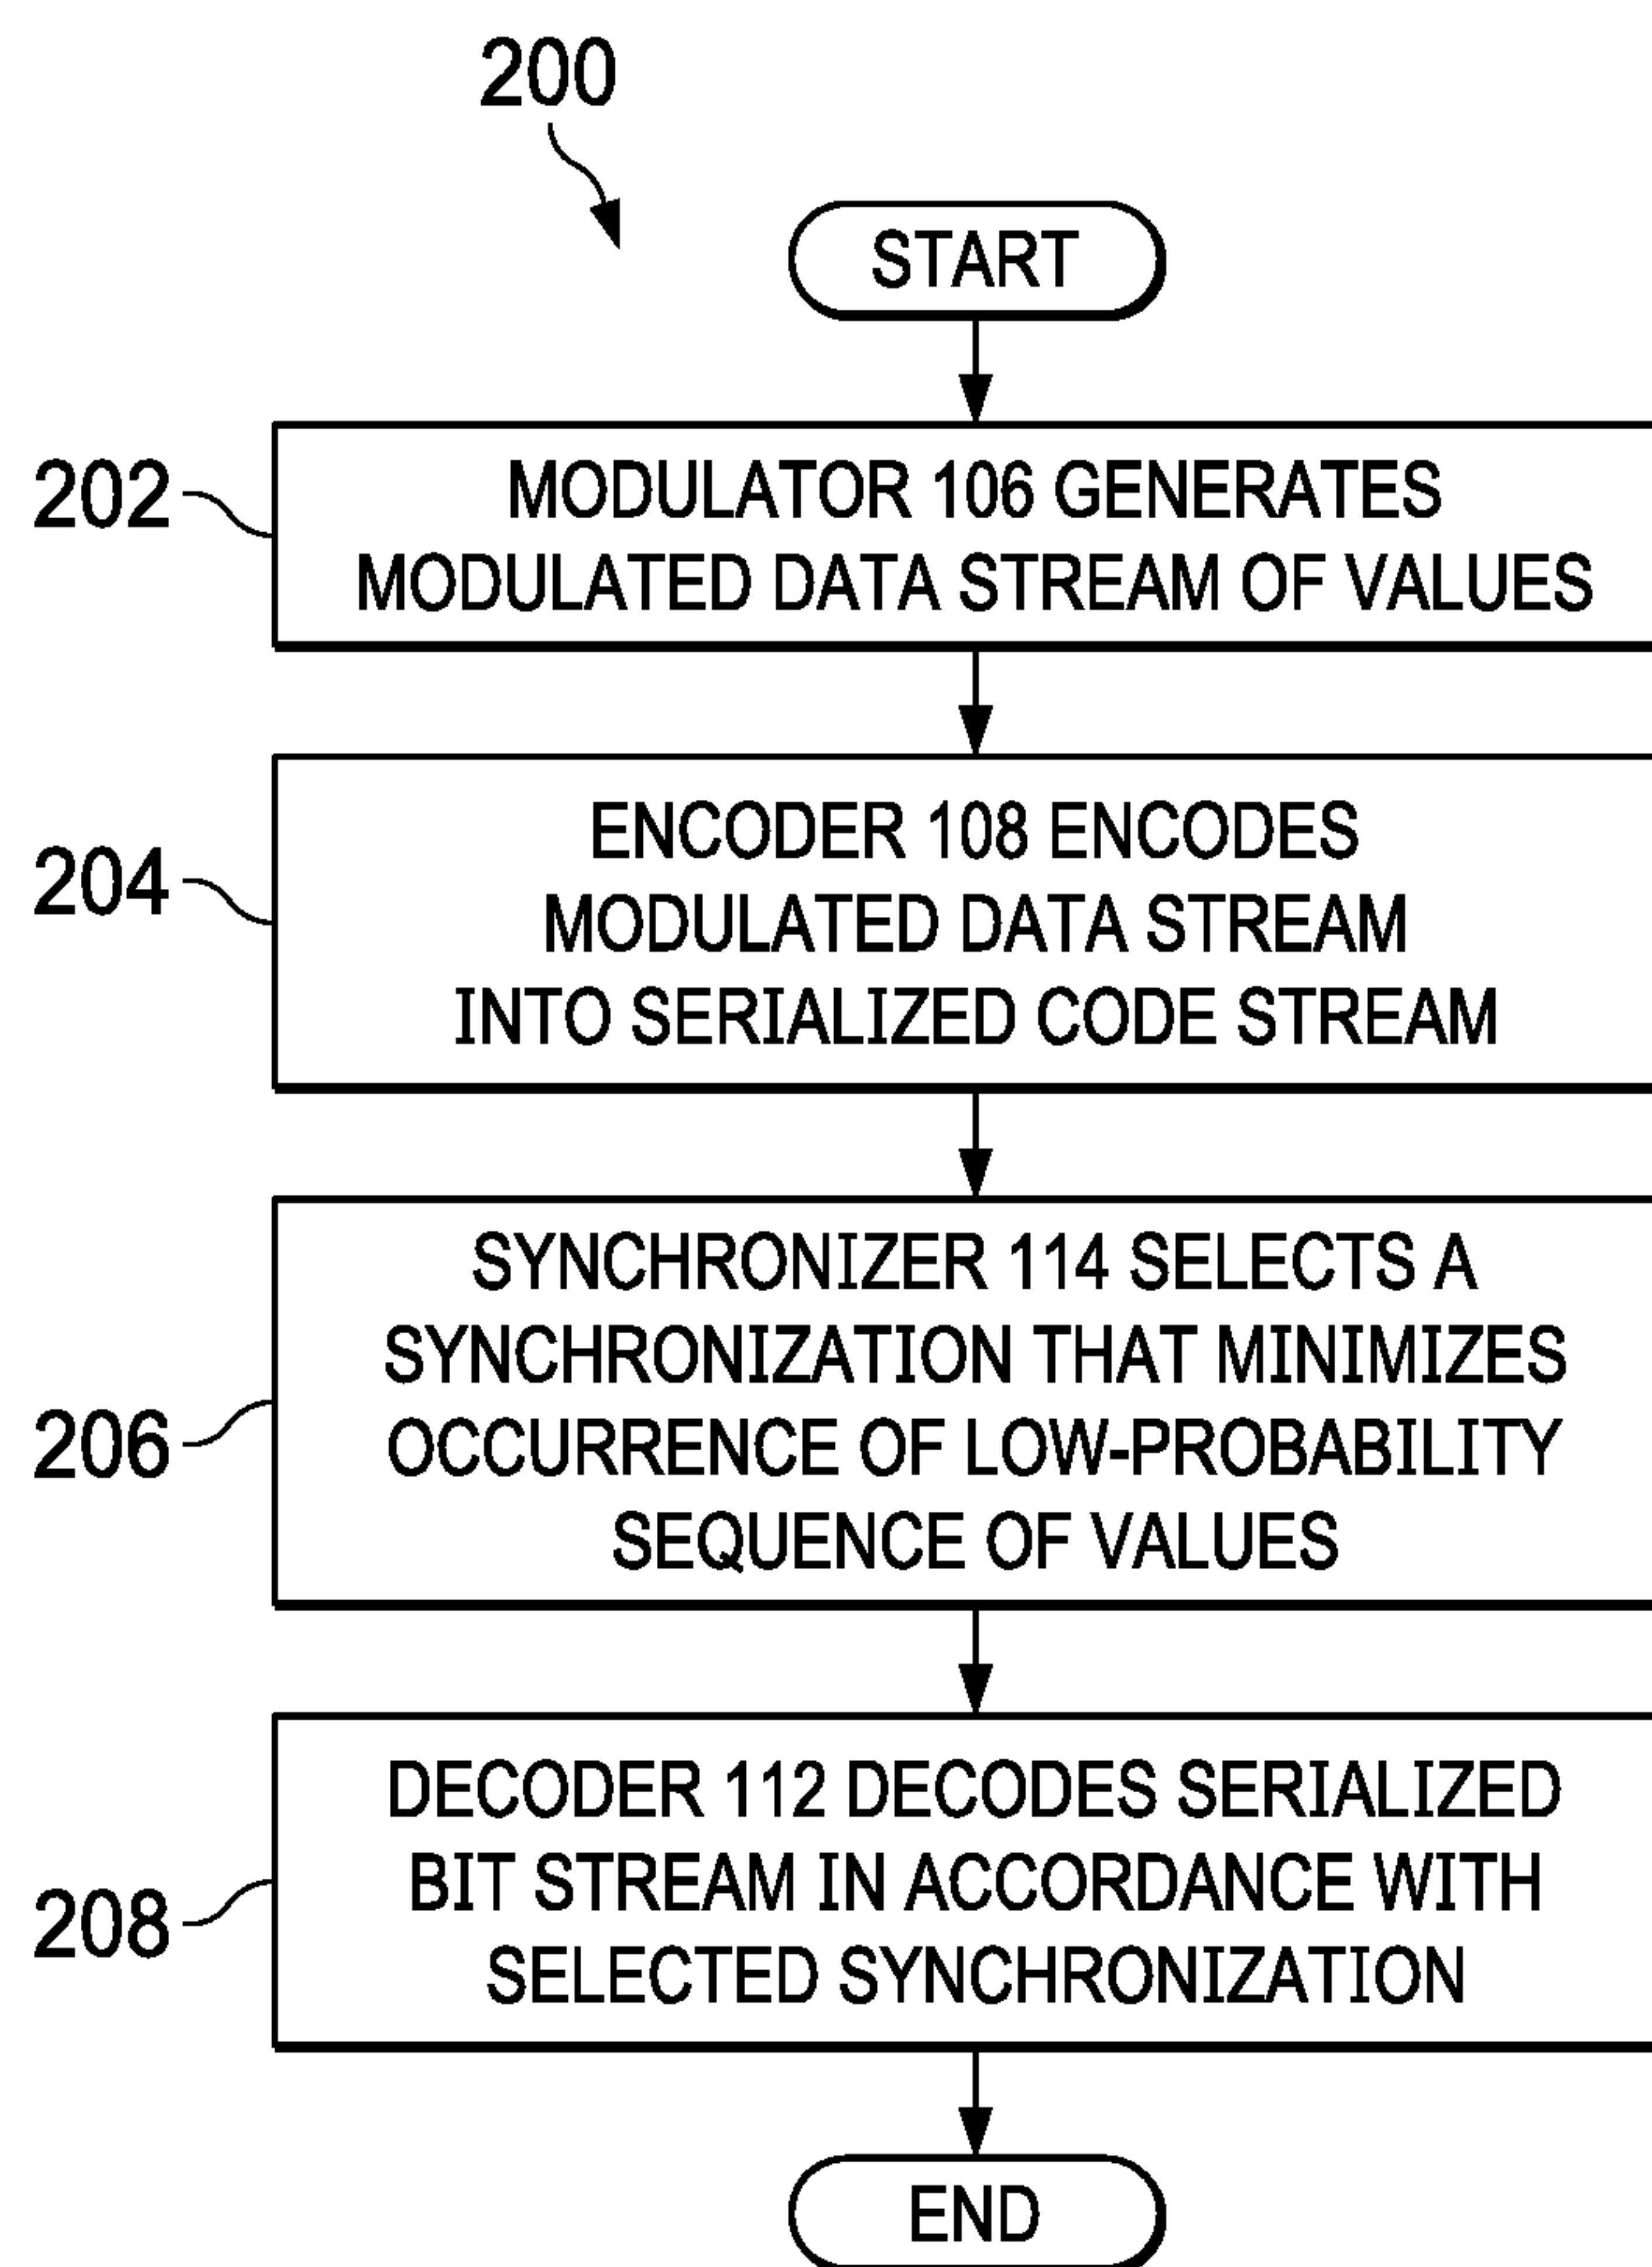 200
START
202
MODULATOR 106 GENERATES
MODULATED DATA STREAM OF VALUES
204
ENCODER 108 ENCODES
MODULATED DATA STREAM
INTO SERIALIZED CODE STREAM
206
SYNCHRONIZER 114 SELECTS A
SYNCHRONIZATION THAT MINIMIZES
OCCURRENCE OF LOW-PROBABILITY
SEQUENCE OF VALUES
208
DECODER 112 DECODES SERIALIZED
BIT STREAM IN ACCORDANCE WITH
SELECTED SYNCHRONIZATION
END